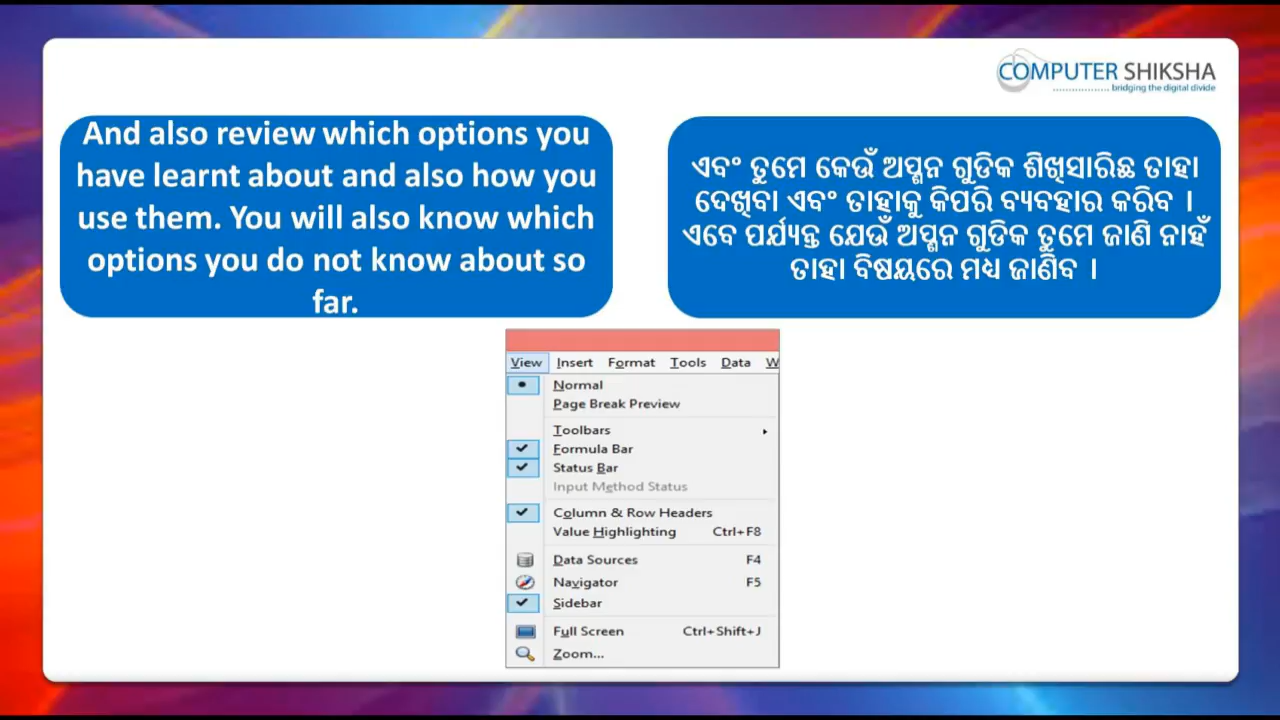 COMPUTER SHIKSHA
bridging the digital divide
And also review which options you
have learnt about and also how you
use them. You will also know which
options you do not know about so
far.
ଏବଂ ତୁମେ କେଉଁ ଅପ୍ସନ ଗୁଡିକ ଶିଖିସାରିଛ ତାହା
ଦେଖିବା ଏବଂ ତାହାକୁ କିପରି ବ୍ୟବହାର କରିବ ।
ଏବେ ପର୍ଯ୍ୟନ୍ତ ଯେଉଁ ଅପ୍ସନ ଗୁଡିକ ତୁମେ ଜାଣି ନାହଁ
ତାହା ବିଷୟରେ ମଧ୍ୟ ଜାଣିବ ।
View Insert Format Tools Data W
Normal
Page Break Preview
Toolbars
Formula Bar
Status Bar
Input Method Status
Column & Row Headers
Value Highlighting Ctrl+F8
Data Sources F4
Navigator F5
Sidebar
Full Screen Ctrl+Shift+J
Zoom...